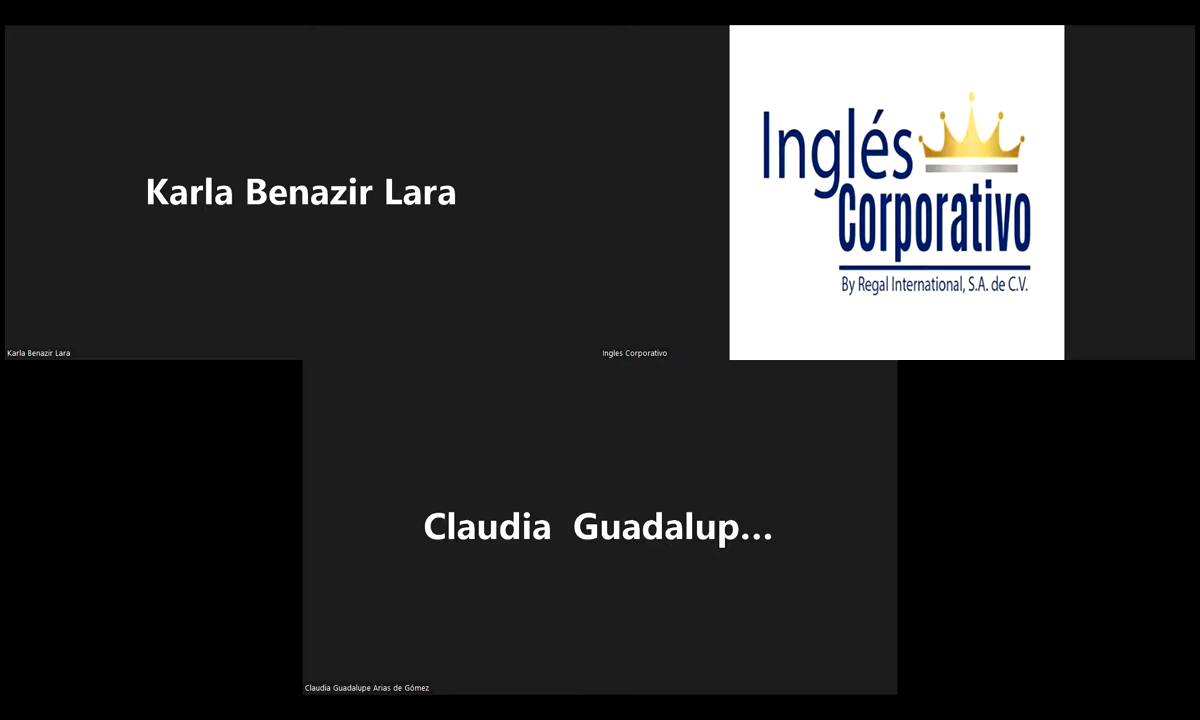 Karla Benazir Lara
Karla Benazir Lara
Inglés
Corporativo
By Regal International, S.A. de C.V.
Ingles Corporativo
Claudia Guadalup...
Claudia Guadalupe Arias de Gómez